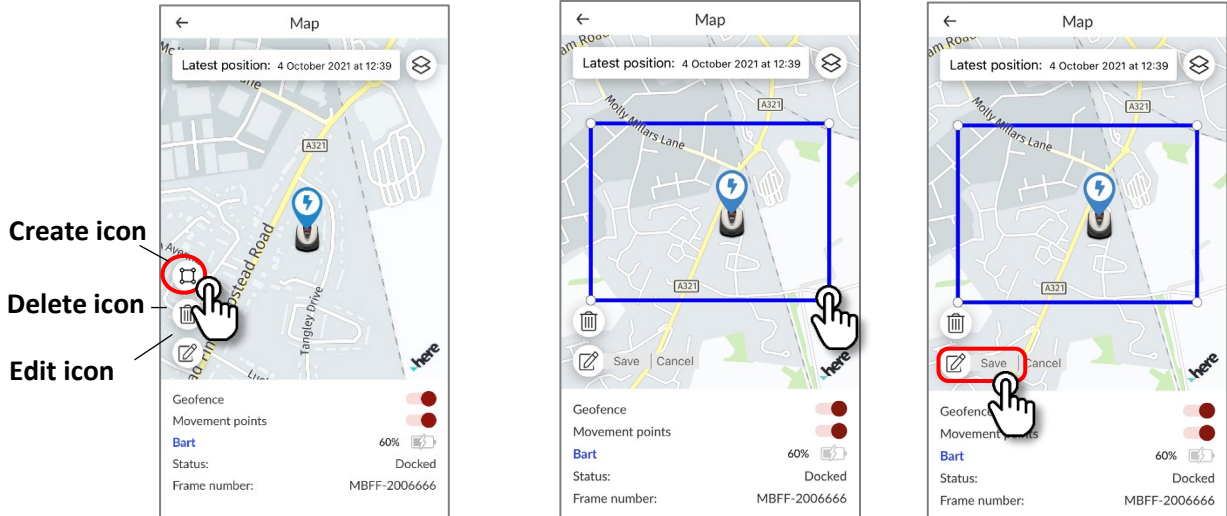 Create icon
Delete icon
Edit icon
← Map
Latest position: 4 October 2021 at 12:39
A321
Tangley Drive
here
Geofence
Movement points
Bart 60%
Status: Docked
Frame number: MBFF-2006666
← Map
Latest position: 4 October 2021 at 12:39
A321
Molly Millars Lane
A321
Save | Cancel
here
Geofence
Movement points
Bart 60%
Status: Docked
Frame number: MBFF-2006666
← Map
Latest position: 4 October 2021 at 12:39
A321
Molly Millars Lane
A321
Save | Cancel
here
Geofence
Movement points
Bart 60%
Status: Docked
Frame number: MBFF-2006666